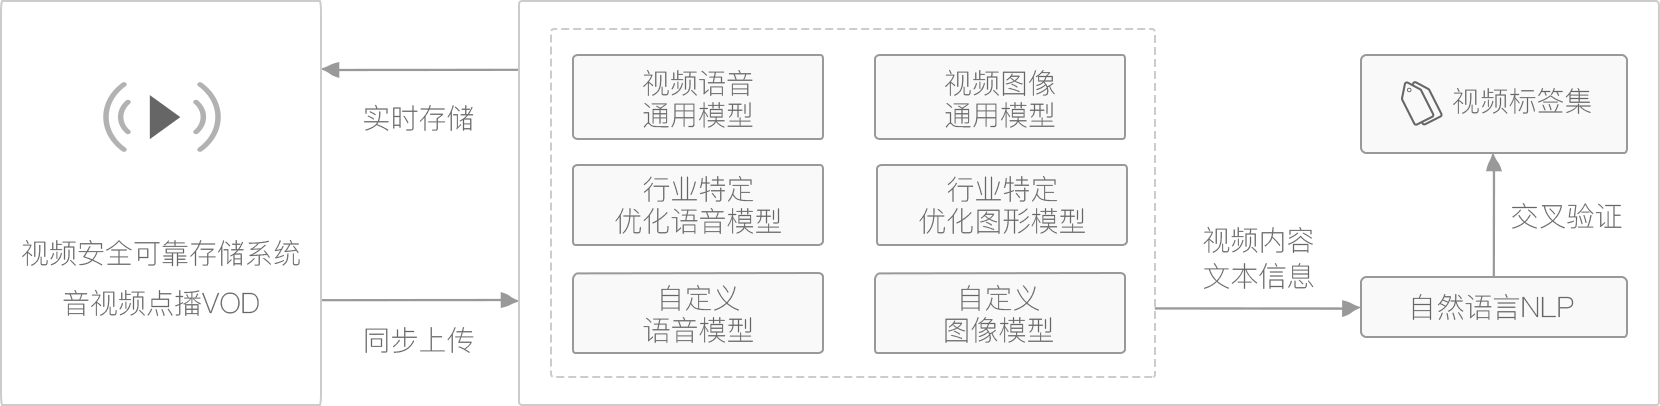 视频安全可靠存储系统
音视频点播VOD
实时存储
同步上传
视频语音
通用模型
视频图像
通用模型
行业特定
优化语音模型
行业特定
优化图形模型
自定义
语音模型
自定义
图像模型
视频内容
文本信息
视频标签集
交叉验证
自然语言NLP